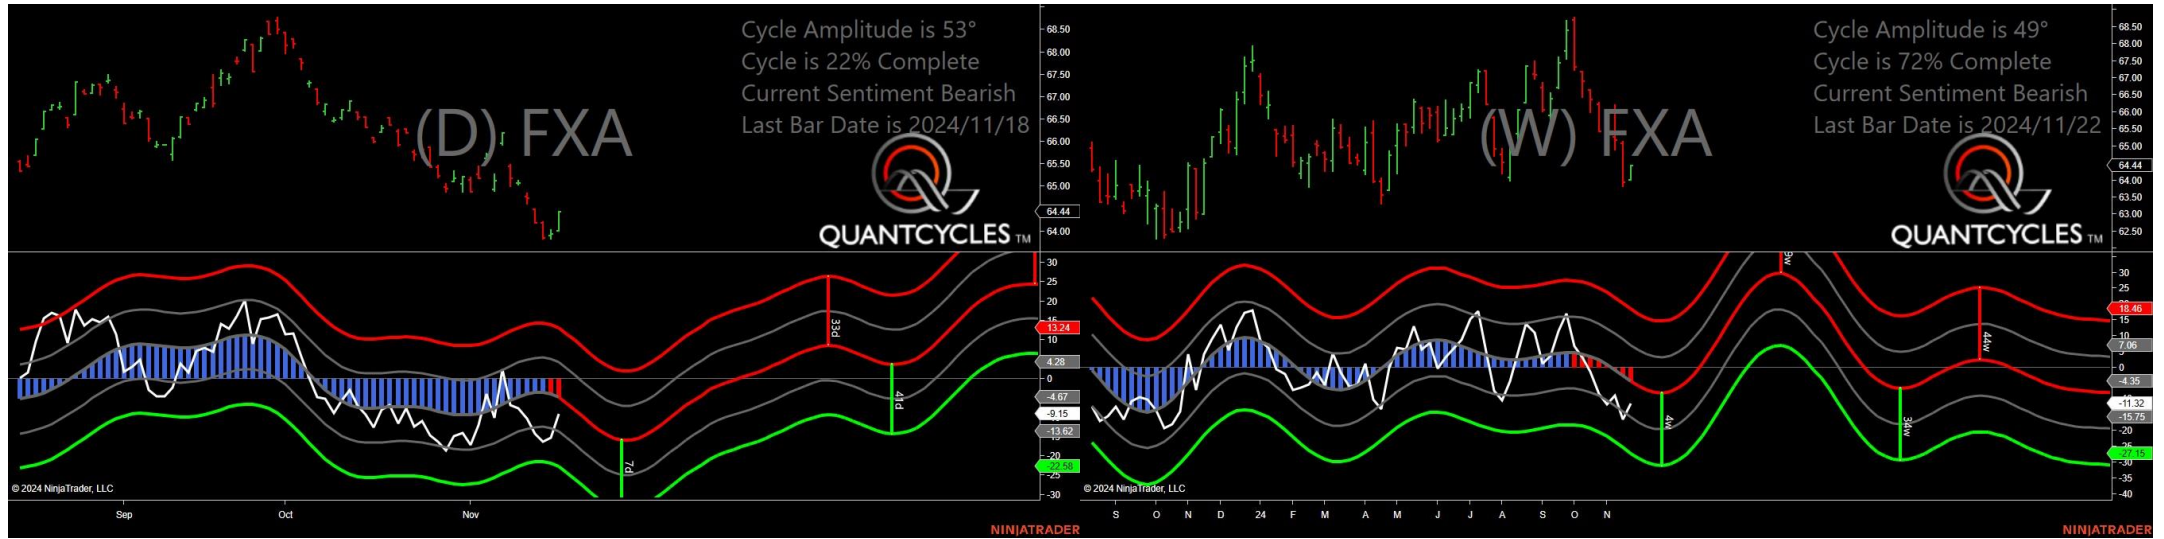 Cycle Amplitude is 53°
Cycle is 22% Complete
Current Sentiment Bearish
Last Bar Date is 2024/11/18
(D) FXA
QUANTCYCLES TM
68.50
68.00
67.50
67.00
66.50
66.00
65.50
65.00
64.44
64.00
30
25
20
15
10
13.24
4.28
0
-4.67
-9.15
-13.62
-20
-22.58
-25
-30
33d
41d
7d
© 2024 NinjaTrader, LLC
Sep Oct Nov
NINJATRADER
Cycle Amplitude is 49°
Cycle is 72% Complete
Current Sentiment Bearish
Last Bar Date is 2024/11/22
(W) FXA
QUANTCYCLES TM
68.50
68.00
67.50
67.00
66.50
66.00
65.50
65.00
64.44
64.00
63.50
63.00
62.50
30
25
18.46
15
10
7.06
0
-4.35
-11.32
-15.75
-20
-27.15
-30
-35
-40
9w
44w
4w
34w
© 2024 NinjaTrader, LLC
S O N D 24 F M A M J J A S O N
NINJATRADER